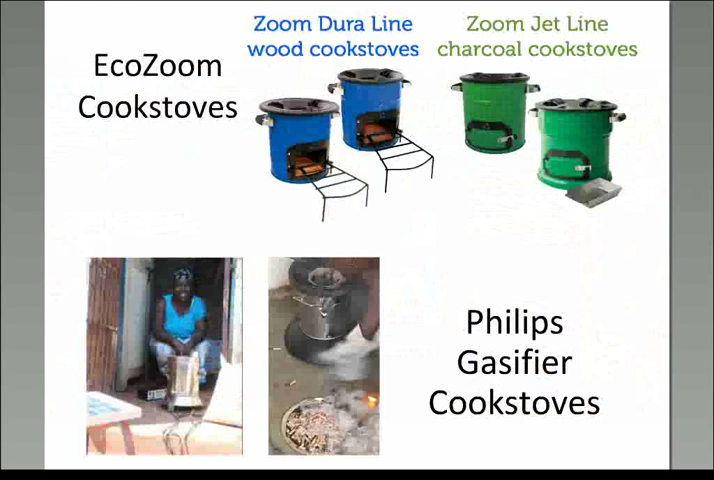 Zoom Dura Line
wood cookstoves
Zoom Jet Line
charcoal cookstoves
EcoZoom
Cookstoves
Philips
Gasifier
Cookstoves